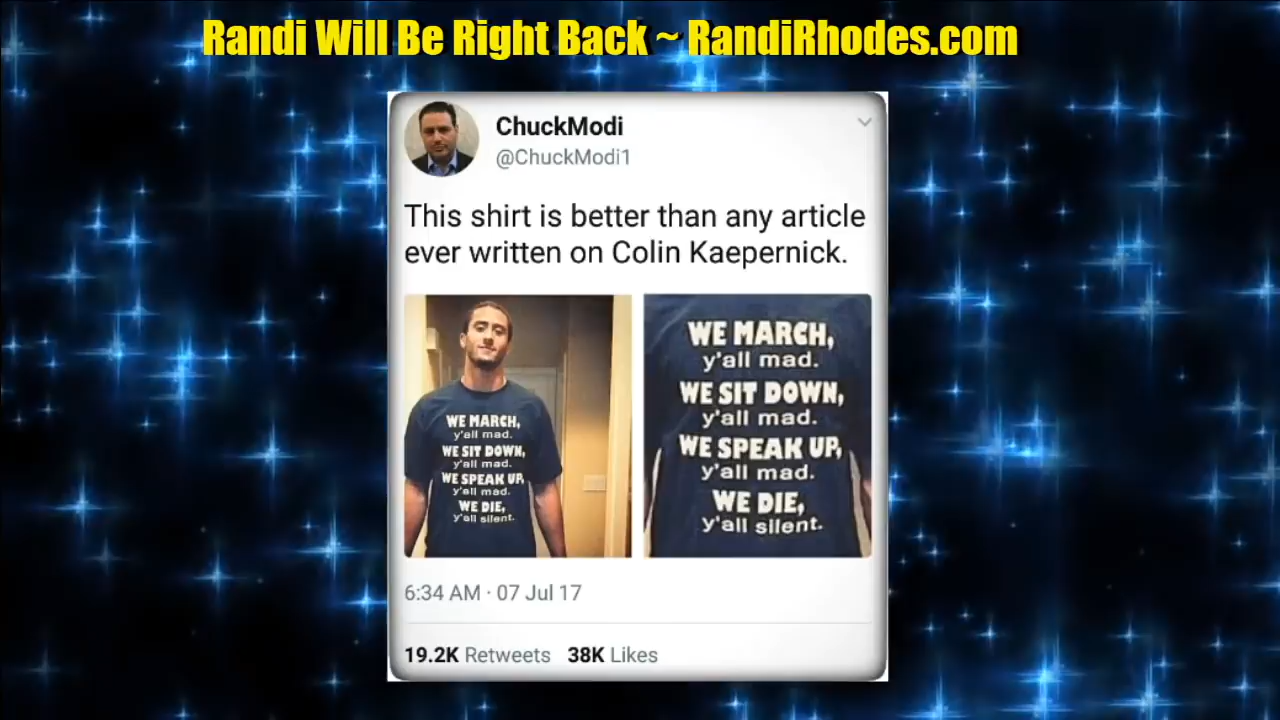 Randi Will Be Right Back ~ RandiRhodes.com
ChuckModi
@ChuckModi1
This shirt is better than any article
ever written on Colin Kaepernick.
WE MARCH,
y'all mad.
WE SIT DOWN,
y'all mad.
WE SPEAK UP,
y'all mad.
WE DIE,
y'all silent.
WE MARCH,
y'all mad.
WE SIT DOWN,
y'all mad.
WE SPEAK UP,
y'all mad.
WE DIE,
y'all silent.
6:34 AM · 07 Jul 17
19.2K Retweets 38K Likes